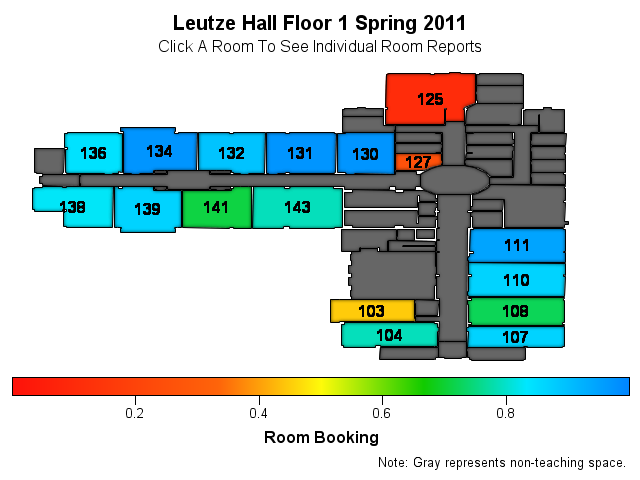 Leutze Hall Floor 1 Spring 2011
Click A Room To See Individual Room Reports
125
136 134 132 131 130 127
138 139 141 143
111
110
103 108
104 107
0.2 0.4 0.6 0.8
Room Booking
Note: Gray represents non-teaching space.